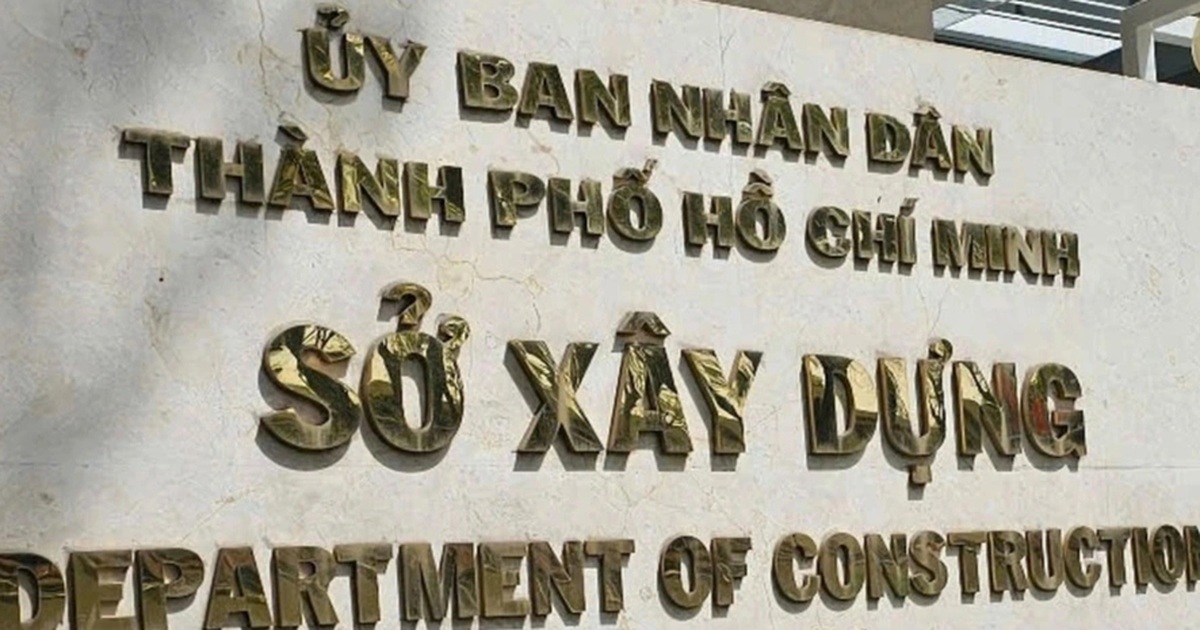 ỦY BAN NHÂN DÂN
THÀNH PHỐ HỒ CHÍ MINH
SỞ XÂY DỰNG
DEPARTMENT OF CONSTRUCTION